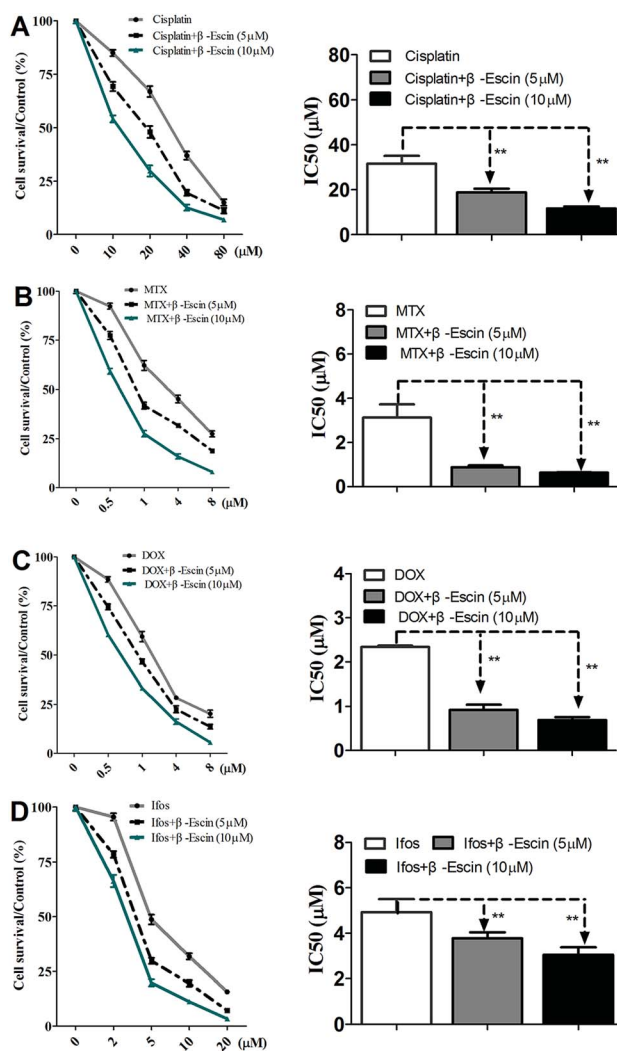 A
Cell survival/Control (%)
100
75
50
25
0
0 10 20 40 80 (μM)
Cisplatin
Cisplatin+β -Escin (5μM)
Cisplatin+β -Escin (10μM)
IC50 (μM)
80
60
40
20
0
Cisplatin
Cisplatin+β -Escin (5μM)
Cisplatin+β -Escin (10μM)
**
**
B
Cell survival/Control (%)
100
75
50
25
0
0 0.5 1 4 8 (μM)
MTX
MTX+β -Escin (5μM)
MTX+β -Escin (10μM)
IC50 (μM)
8
6
4
2
0
MTX
MTX+β -Escin (5μM)
MTX+β -Escin (10μM)
**
**
C
Cell survival/Control (%)
100
75
50
25
0
0 0.5 1 4 8 (μM)
DOX
DOX+β -Escin (5μM)
DOX+β -Escin (10μM)
IC50 (μM)
4
3
2
1
0
DOX
DOX+β -Escin (5μM)
DOX+β -Escin (10μM)
**
**
D
Cell survival/Control (%)
100
75
50
25
0
0 2 5 10 20 (μM)
Ifos
Ifos+β -Escin (5μM)
Ifos+β -Escin (10μM)
IC50 (μM)
8
6
4
2
0
Ifos
Ifos+β -Escin (5μM)
Ifos+β -Escin (10μM)
**
**